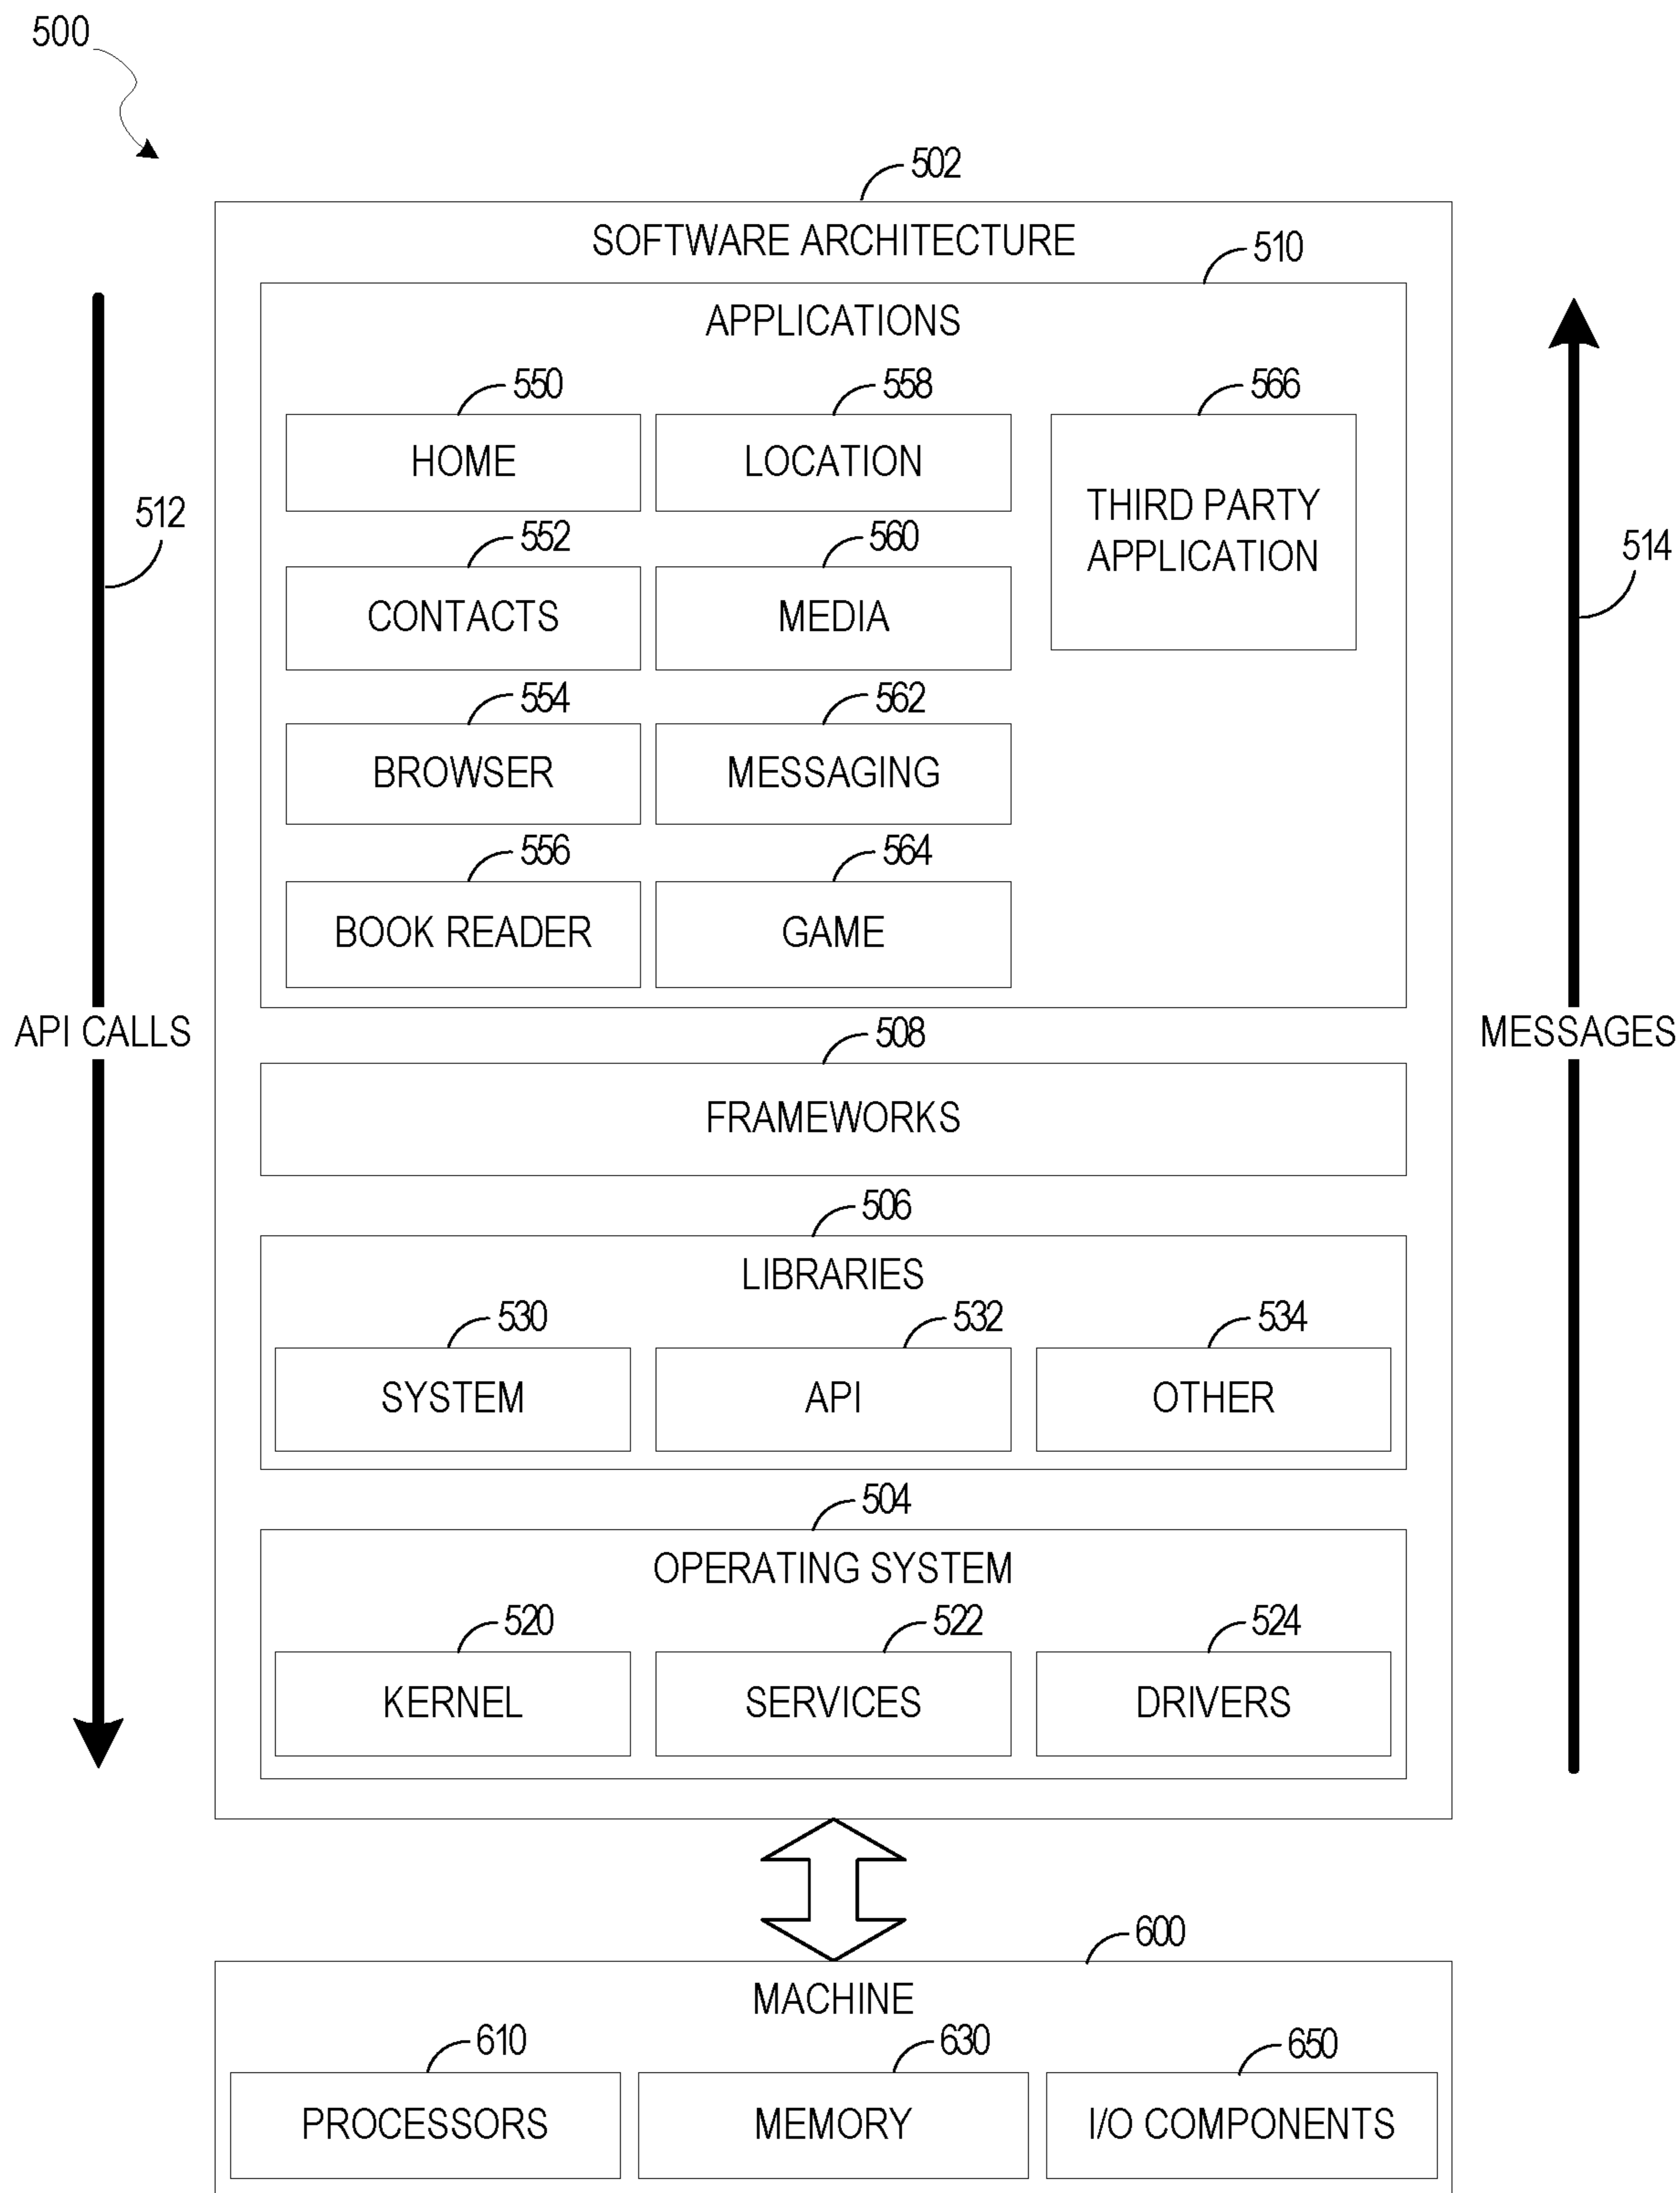 500
502
SOFTWARE ARCHITECTURE
510
APPLICATIONS
550
558
566
HOME
LOCATION
THIRD PARTY
APPLICATION
512
514
552
560
CONTACTS
MEDIA
554
562
BROWSER
MESSAGING
556
564
BOOK READER
GAME
API CALLS
MESSAGES
508
FRAMEWORKS
506
LIBRARIES
530
532
534
SYSTEM
API
OTHER
504
OPERATING SYSTEM
520
522
524
KERNEL
SERVICES
DRIVERS
600
MACHINE
610
630
650
PROCESSORS
MEMORY
I/O COMPONENTS